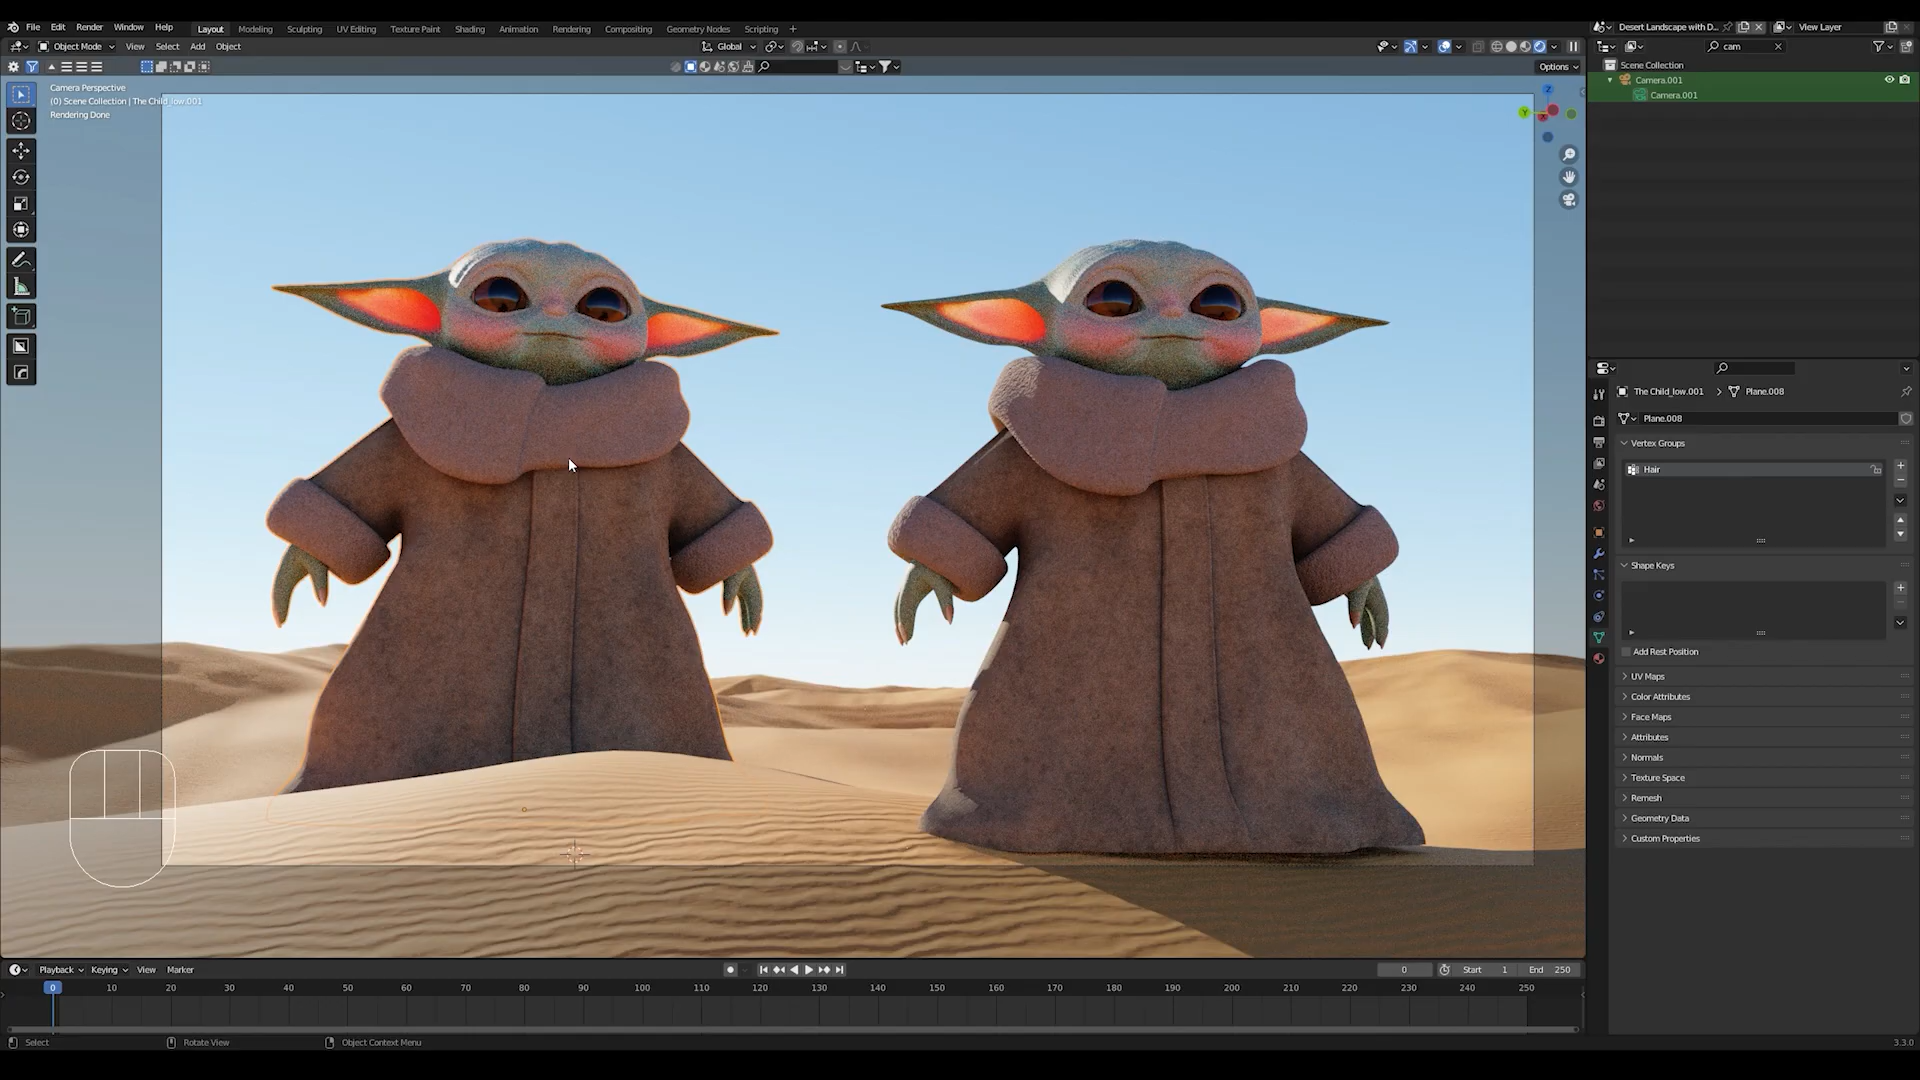 File Edit Render Window Help Layout Modeling Sculpting UV Editing Texture Paint Shading Animation Rendering Compositing Geometry Nodes Scripting +
Desert Landscape with D... View Layer
Object Mode View Select Add Object Global
cam
Options
Scene Collection
Camera.001
Camera.001
Camera Perspective
(0) Scene Collection | The Child_low.001
Rendering Done
Z
Y
X
The Child_low.001 > Plane.008
Plane.008
Vertex Groups
Hair
Shape Keys
Add Rest Position
UV Maps
Color Attributes
Face Maps
Attributes
Normals
Texture Space
Remesh
Geometry Data
Custom Properties
Playback Keying View Marker
0 Start 1 End 250
0 10 20 30 40 50 60 70 80 90 100 110 120 130 140 150 160 170 180 190 200 210 220 230 240 250
Select Rotate View Object Context Menu 3.3.0